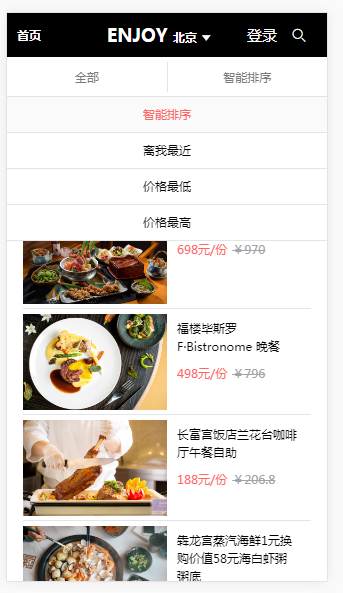 首页 ENJOY 北京 登录
全部 智能排序
智能排序
离我最近
价格最低
价格最高
698元/份 ￥970
福楼毕斯罗
F·Bistronome 晚餐
498元/份 ￥796
长富宫饭店兰花台咖啡
厅午餐自助
188元/份 ￥206.8
犇龙宫蒸汽海鲜1元换
购价值58元海白虾粥
粥底